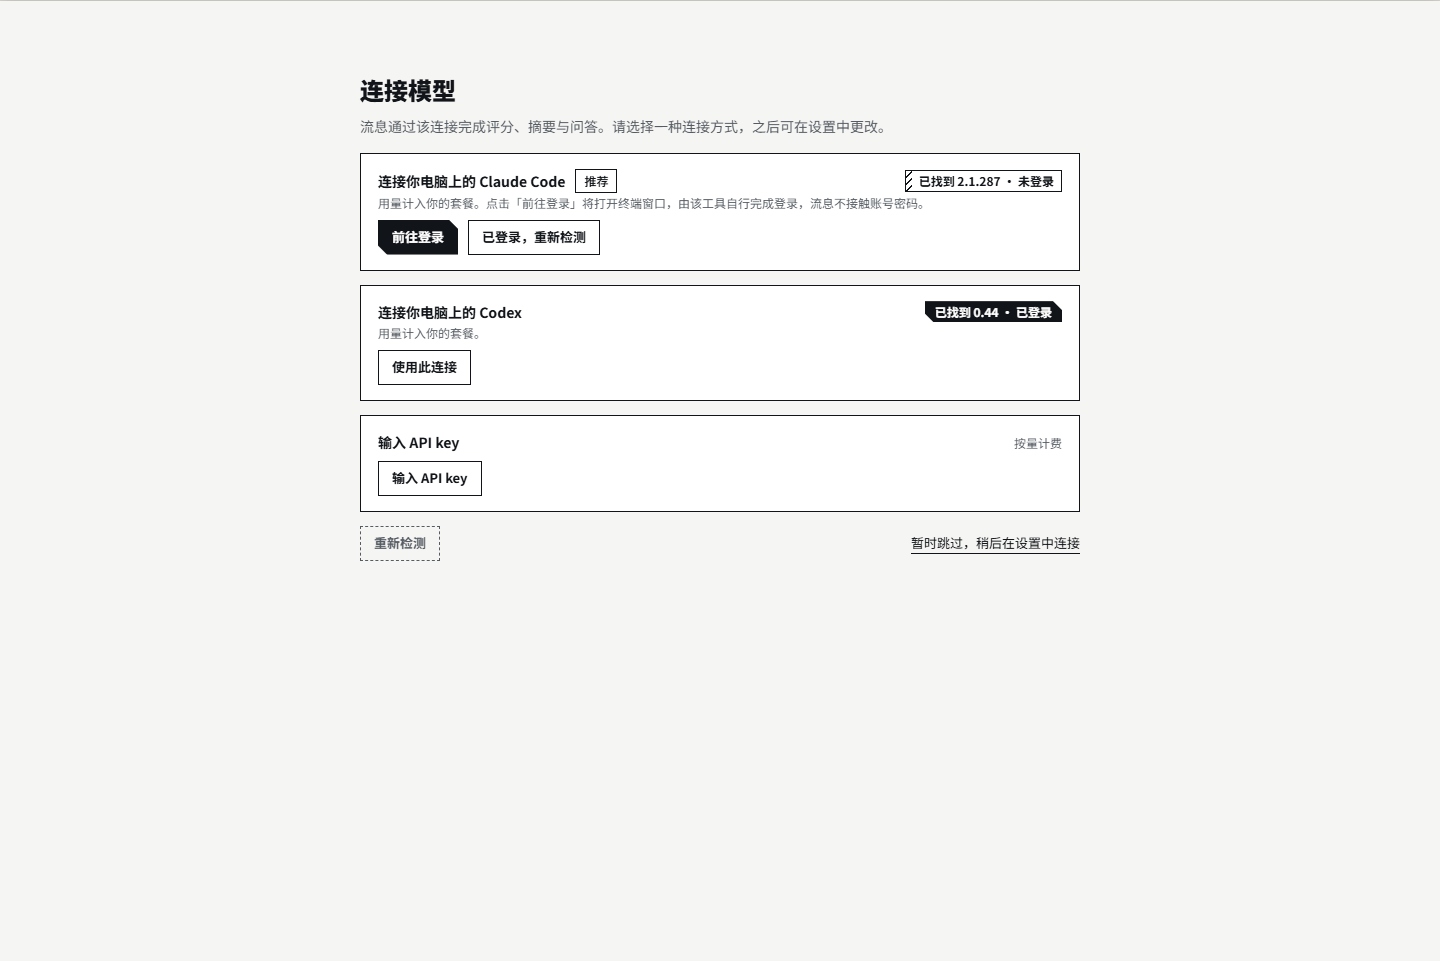 连接模型
流息通过该连接完成评分、摘要与问答。请选择一种连接方式，之后可在设置中更改。
连接你电脑上的 Claude Code 推荐 已找到 2.1.287 · 未登录
用量计入你的套餐。点击「前往登录」将打开终端窗口，由该工具自行完成登录，流息不接触账号密码。
前往登录 已登录，重新检测
连接你电脑上的 Codex 已找到 0.44 · 已登录
用量计入你的套餐。
使用此连接
输入 API key 按量计费
输入 API key
重新检测 暂时跳过，稍后在设置中连接